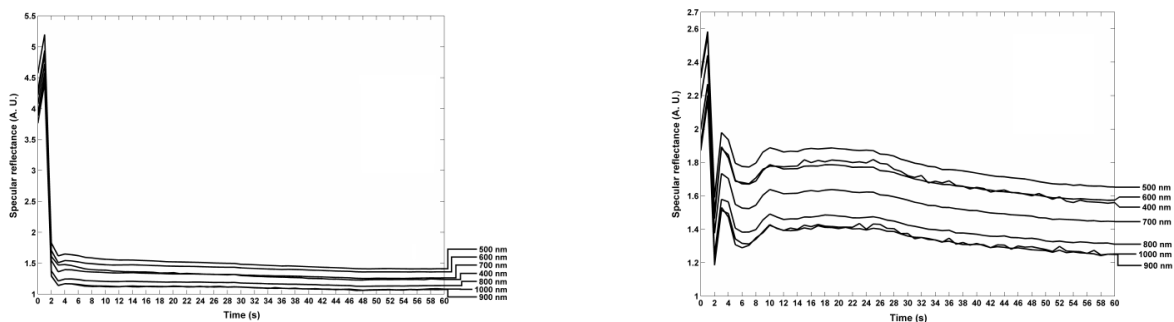 5.5
5
4.5
4
3.5
3
2.5
2
1.5
1
Specular reflectance (A. U.)
0 2 4 6 8 10 12 14 16 18 20 22 24 26 28 30 32 34 36 38 40 42 44 46 48 50 52 54 56 58 60
Time (s)
500 nm
600 nm
700 nm
400 nm
800 nm
1000 nm
900 nm
2.7
2.6
2.4
2.2
2
1.8
1.6
1.4
1.2
1
Specular reflectance (A. U.)
0 2 4 6 8 10 12 14 16 18 20 22 24 26 28 30 32 34 36 38 40 42 44 46 48 50 52 54 56 58 60
Time (s)
500 nm
600 nm
400 nm
700 nm
800 nm
1000 nm
900 nm